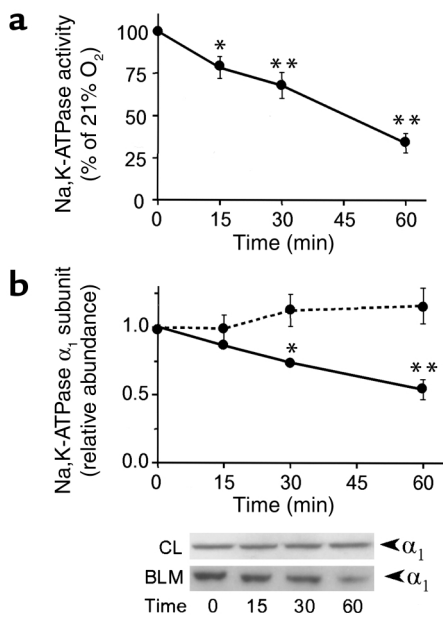 a
Na,K-ATPase activity
(% of 21% O₂)
100
75
50
25
0
*
**
**
0 15 30 45 60
Time (min)
b
Na,K-ATPase α₁ subunit
(relative abundance)
1.0
0.5
0.0
*
**
0 15 30 45 60
Time (min)
CL α₁
BLM α₁
Time 0 15 30 60